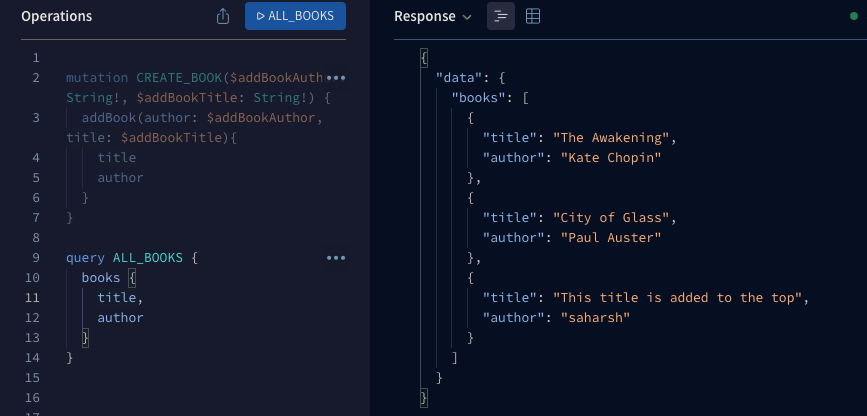 Operations
ALL_BOOKS
1
2 mutation CREATE_BOOK($addBookAuth
String!, $addBookTitle: String!) {
3 addBook(author: $addBookAuthor,
title: $addBookTitle){
4 title
5 author
6 }
7 }
8
9 query ALL_BOOKS {
10 books {
11 title,
12 author
13 }
14 }
15
16
17
Response
{
"data": {
"books": [
{
"title": "The Awakening",
"author": "Kate Chopin"
},
{
"title": "City of Glass",
"author": "Paul Auster"
},
{
"title": "This title is added to the top",
"author": "saharsh"
}
]
}
}